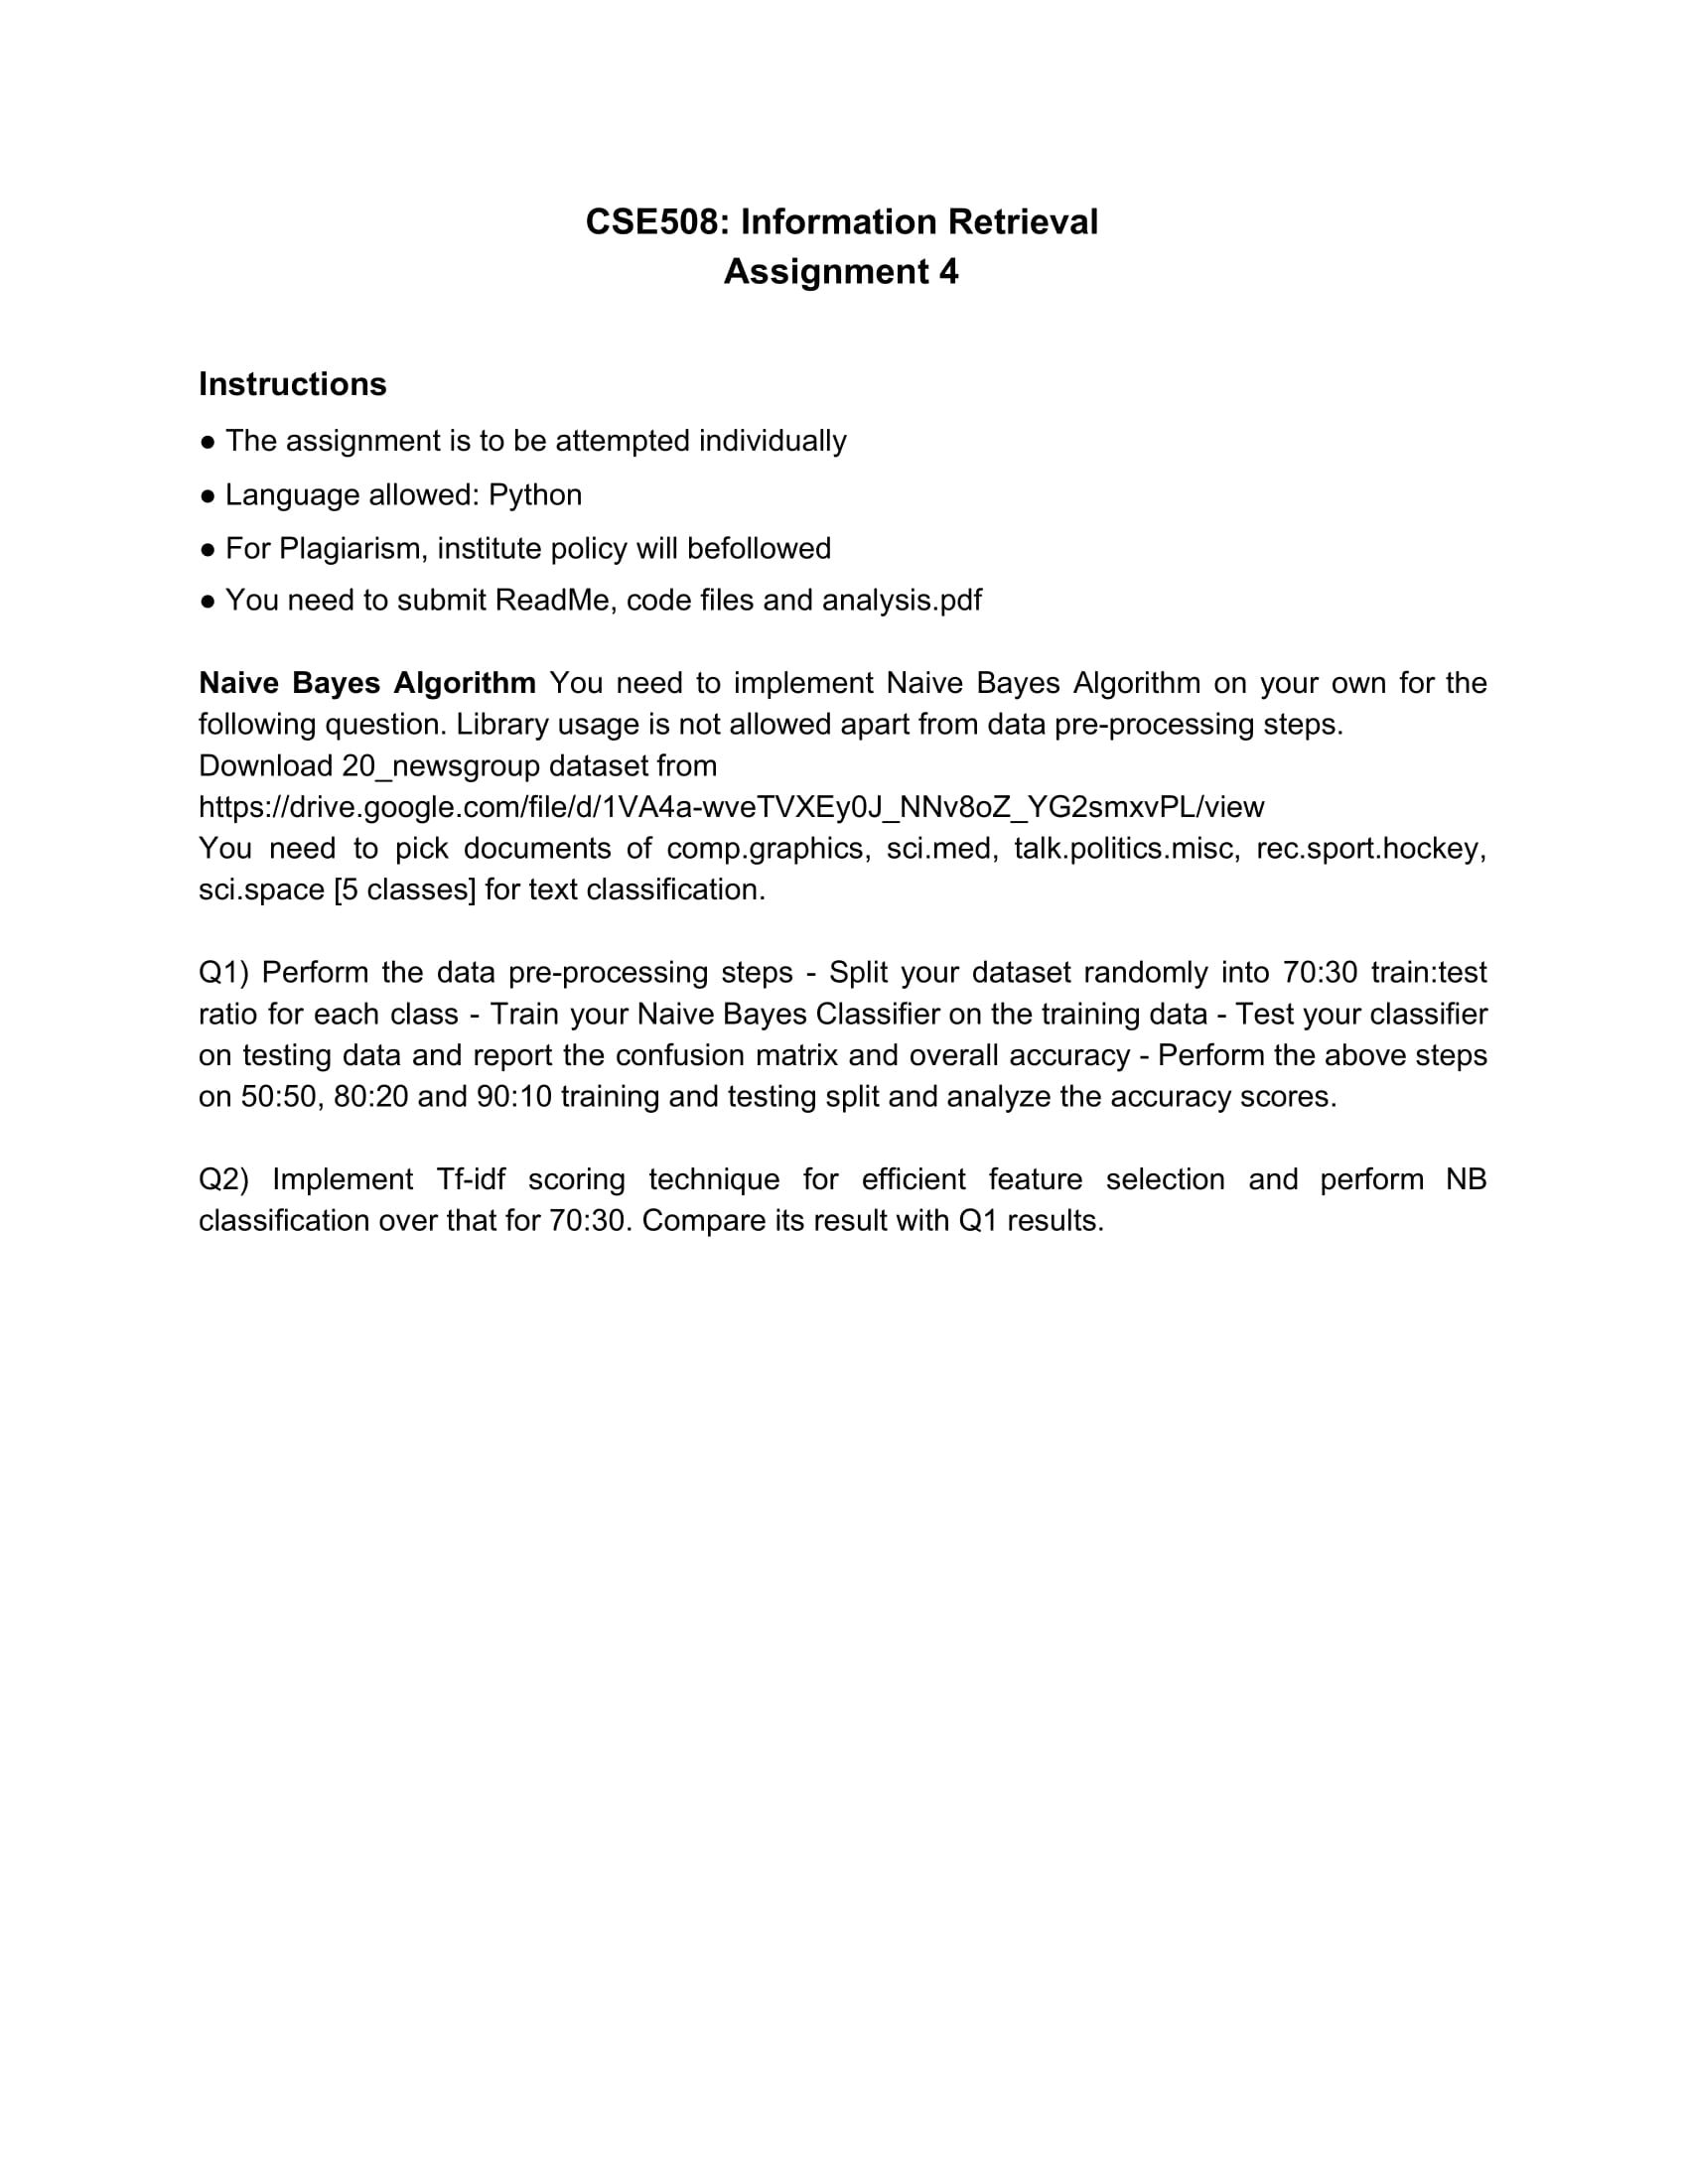 CSE508: Information Retrieval
Assignment 4
Instructions
● The assignment is to be attempted individually
● Language allowed: Python
● For Plagiarism, institute policy will befollowed
● You need to submit ReadMe, code files and analysis.pdf
Naive Bayes Algorithm You need to implement Naive Bayes Algorithm on your own for the
following question. Library usage is not allowed apart from data pre-processing steps.
Download 20_newsgroup dataset from
https://drive.google.com/file/d/1VA4a-wveTVXEy0J_NNv8oZ_YG2smxvPL/view
You need to pick documents of comp.graphics, sci.med, talk.politics.misc, rec.sport.hockey,
sci.space [5 classes] for text classification.
Q1) Perform the data pre-processing steps - Split your dataset randomly into 70:30 train:test
ratio for each class - Train your Naive Bayes Classifier on the training data - Test your classifier
on testing data and report the confusion matrix and overall accuracy - Perform the above steps
on 50:50, 80:20 and 90:10 training and testing split and analyze the accuracy scores.
Q2) Implement Tf-idf scoring technique for efficient feature selection and perform NB
classification over that for 70:30. Compare its result with Q1 results.